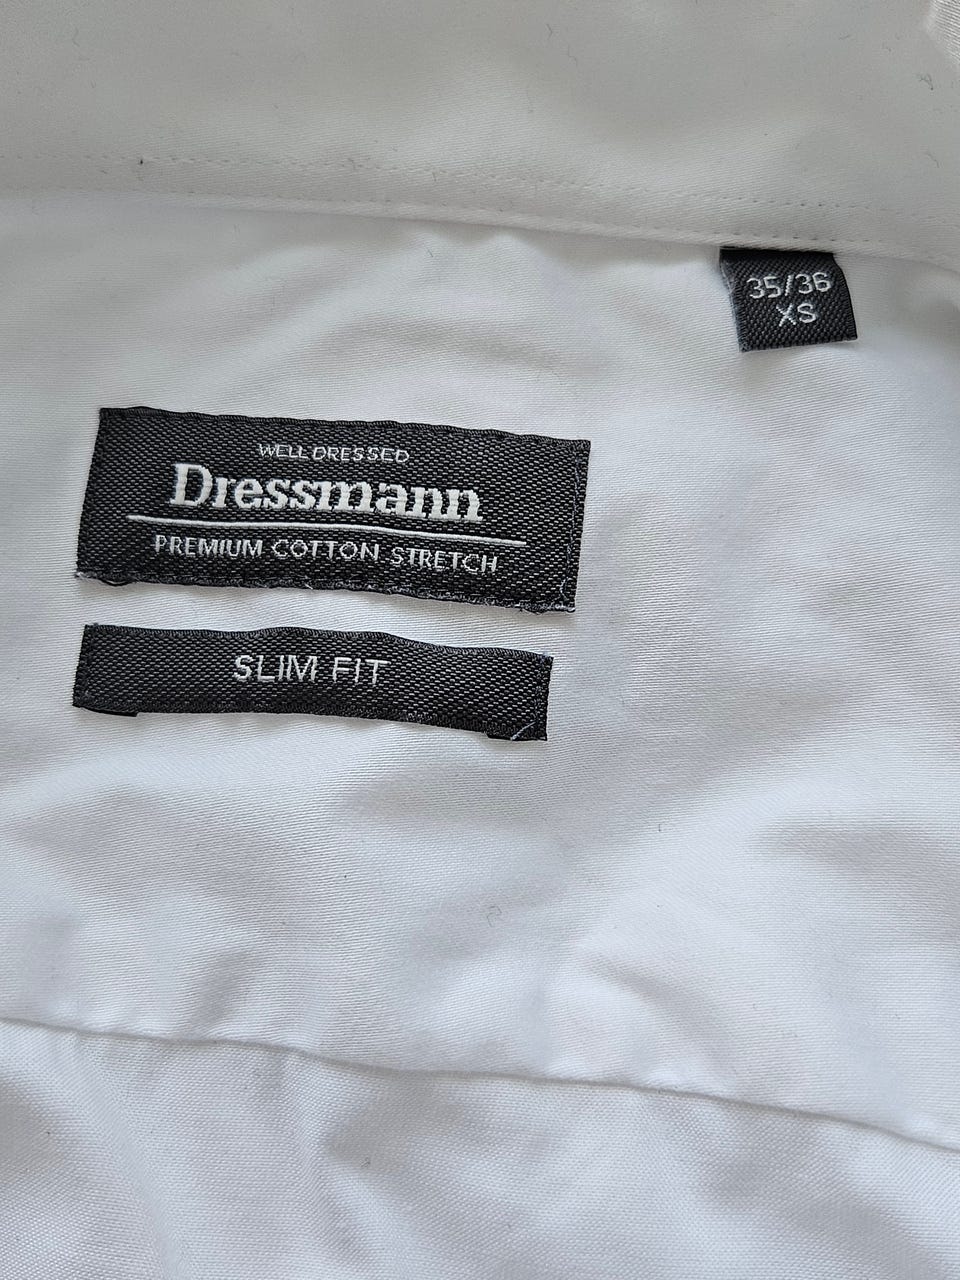 35/36
XS
WELL DRESSED
Dressmann
PREMIUM COTTON STRETCH
SLIM FIT